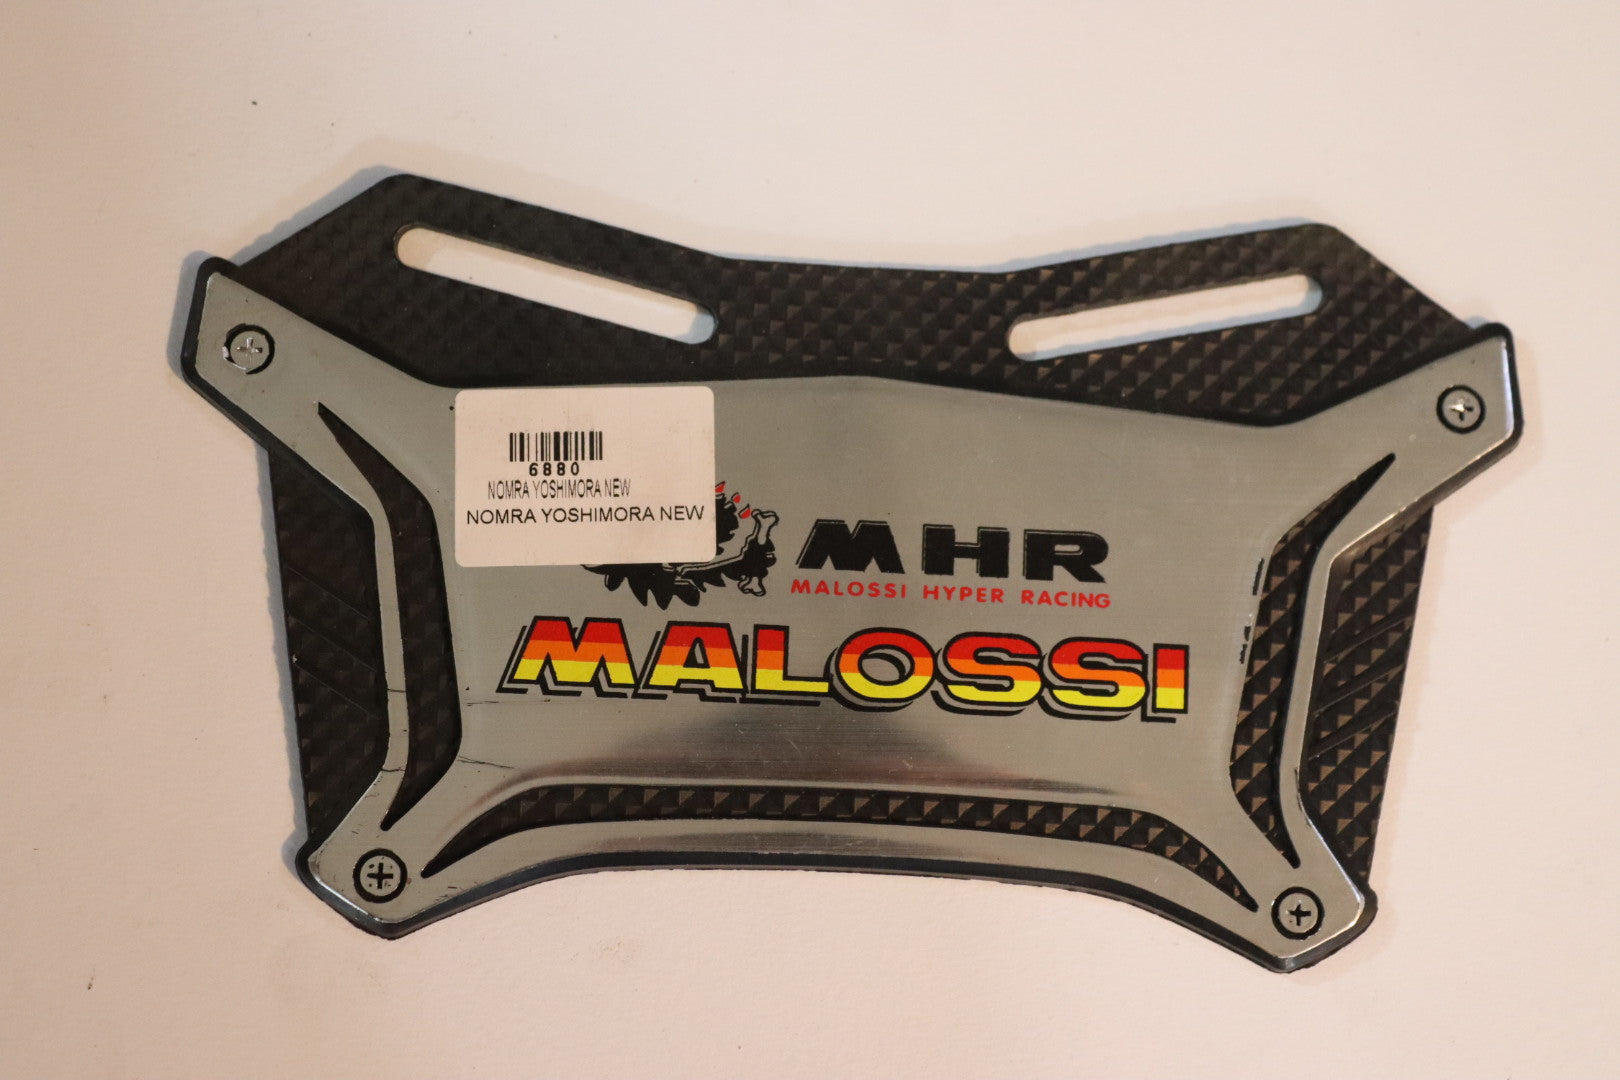 6880
NOMRA YOSHIMORA NEW
NOMRA YOSHIMORA NEW
MHR
MALOSSI HYPER RACING
MALOSSI